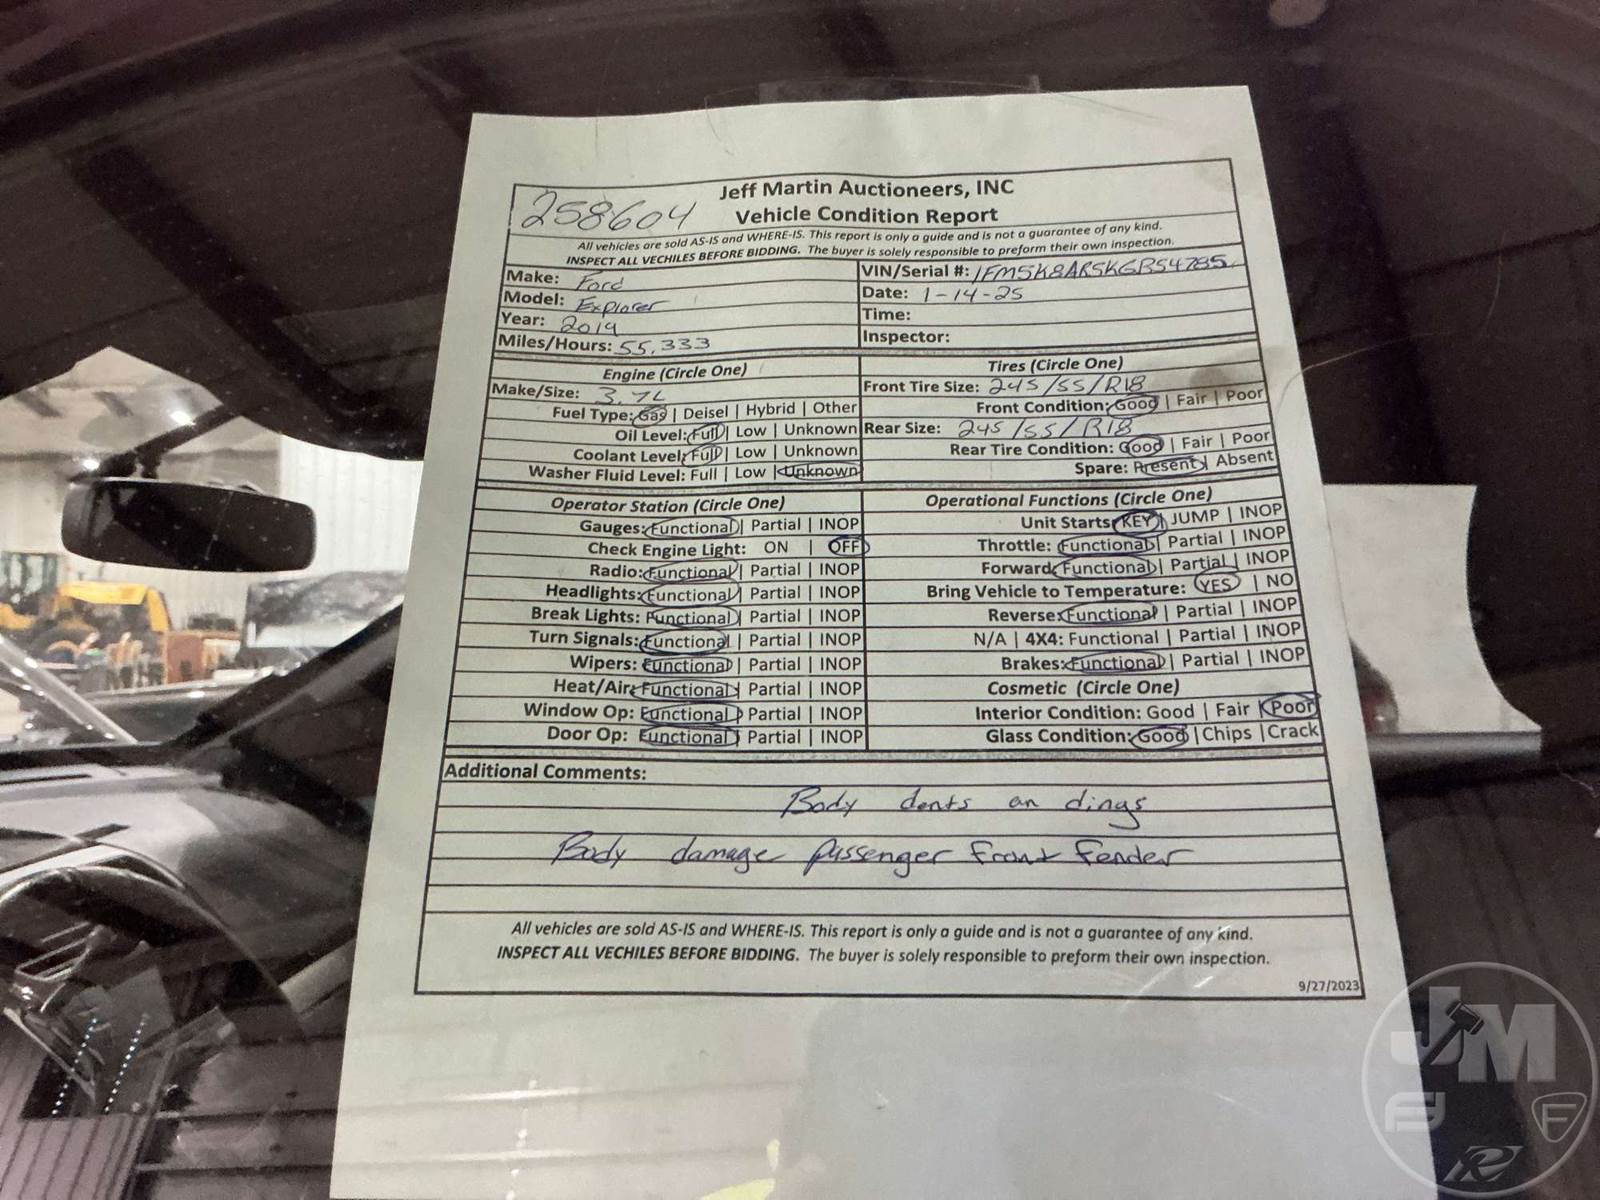 258604
Jeff Martin Auctioneers, INC
Vehicle Condition Report
All vehicles are sold AS-IS and WHERE-IS. This report is only a guide and is not a guarantee of any kind.
INSPECT ALL VECHILES BEFORE BIDDING. The buyer is solely responsible to preform their own inspection.
Make: Ford
Model: Explorer
Year: 2019
Miles/Hours: 55,333
VIN/Serial #: 1FM5K8AR5KGB54785
Date: 1-14-25
Time:
Inspector:
Engine (Circle One)
Make/Size: 3.7L
Fuel Type: Gas | Deisel | Hybrid | Other
Oil Level: Full | Low | Unknown
Coolant Level: Full | Low | Unknown
Washer Fluid Level: Full | Low | Unknown
Tires (Circle One)
Front Tire Size: 245/55/R18
Front Condition: Good | Fair | Poor
Rear Size: 245/55/R18
Rear Tire Condition: Good | Fair | Poor
Spare: Present | Absent
Operator Station (Circle One)
Gauges: Functional | Partial | INOP
Check Engine Light: ON | OFF
Radio: Functional | Partial | INOP
Headlights: Functional | Partial | INOP
Break Lights: Functional | Partial | INOP
Turn Signals: Functional | Partial | INOP
Wipers: Functional | Partial | INOP
Heat/Air: Functional | Partial | INOP
Window Op: Functional | Partial | INOP
Door Op: Functional | Partial | INOP
Operational Functions (Circle One)
Unit Starts: KEY | JUMP | INOP
Throttle: Functional | Partial | INOP
Forward: Functional | Partial | INOP
Bring Vehicle to Temperature: YES | NO
Reverse: Functional | Partial | INOP
N/A | 4X4: Functional | Partial | INOP
Brakes: Functional | Partial | INOP
Cosmetic (Circle One)
Interior Condition: Good | Fair | Poor
Glass Condition: Good | Chips | Crack
Additional Comments:
Body dents an dings
Body damage passenger front fender
All vehicles are sold AS-IS and WHERE-IS. This report is only a guide and is not a guarantee of any kind.
INSPECT ALL VECHILES BEFORE BIDDING. The buyer is solely responsible to preform their own inspection.
9/27/2023
JM